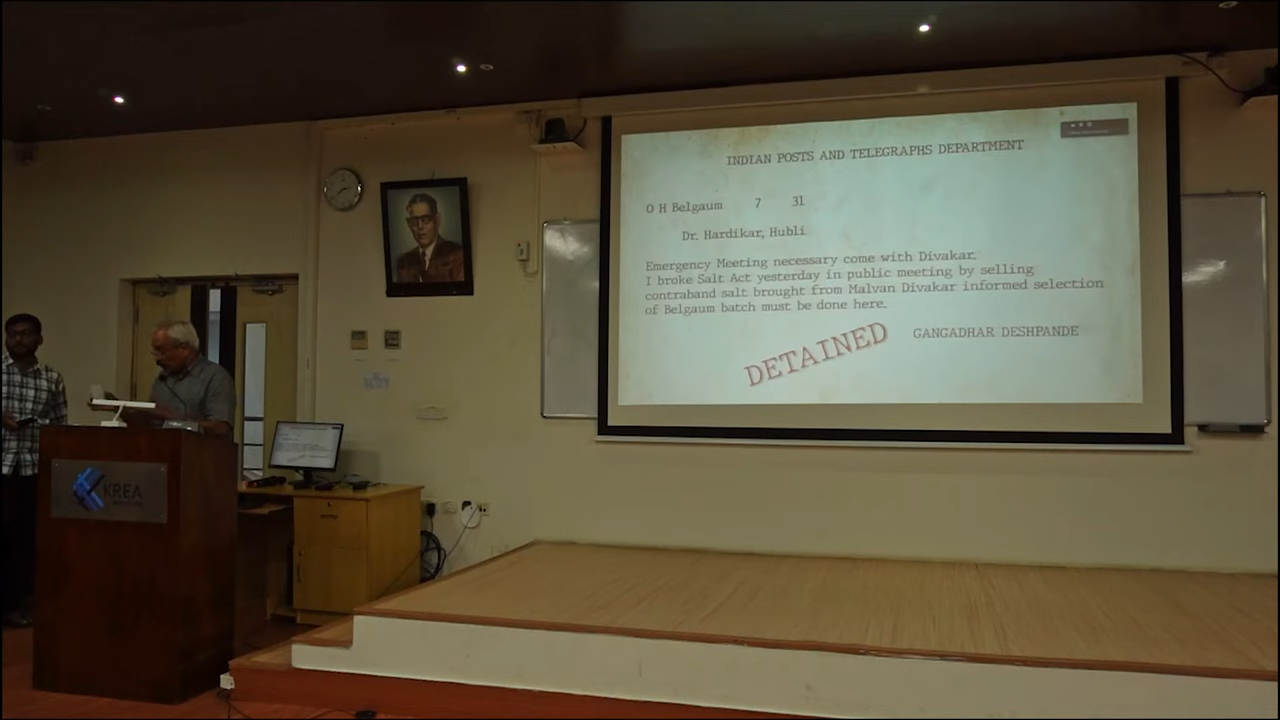 INDIAN POSTS AND TELEGRAPHS DEPARTMENT
O H Belgaum 7 31
Dr. Hardikar, Hubli
Emergency Meeting necessary come with Divakar.
I broke Salt Act yesterday in public meeting by selling
contraband salt brought from Malvan Divakar informed selection
of Belgaum batch must be done here.
DETAINED
GANGADHAR DESHPANDE
KREA